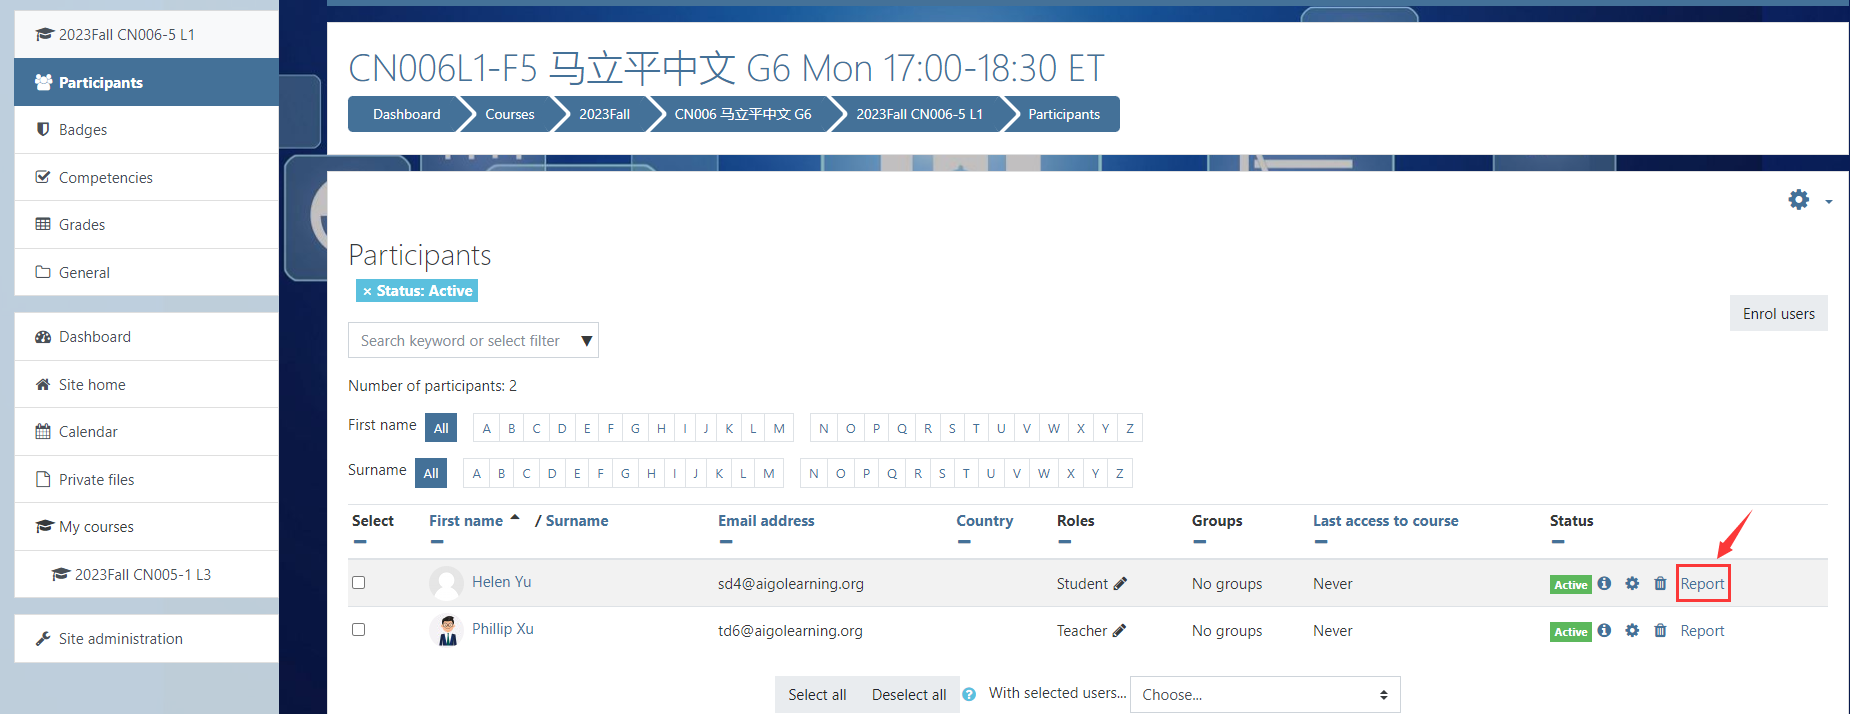 2023Fall CN006-5 L1
Participants
Badges
Competencies
Grades
General
Dashboard
Site home
Calendar
Private files
My courses
2023Fall CN005-1 L3
Site administration
CN006L1-F5 马立平中文 G6 Mon 17:00-18:30 ET
Dashboard Courses 2023Fall CN006 马立平中文 G6 2023Fall CN006-5 L1 Participants
Participants
× Status: Active
Enrol users
Search keyword or select filter ▼
Number of participants: 2
First name All A B C D E F G H I J K L M N O P Q R S T U V W X Y Z
Surname All A B C D E F G H I J K L M N O P Q R S T U V W X Y Z
Select First name / Surname Email address Country Roles Groups Last access to course Status
Helen Yu sd4@aigolearning.org Student No groups Never Active Report
Phillip Xu td6@aigolearning.org Teacher No groups Never Active Report
Select all Deselect all ? With selected users... Choose...